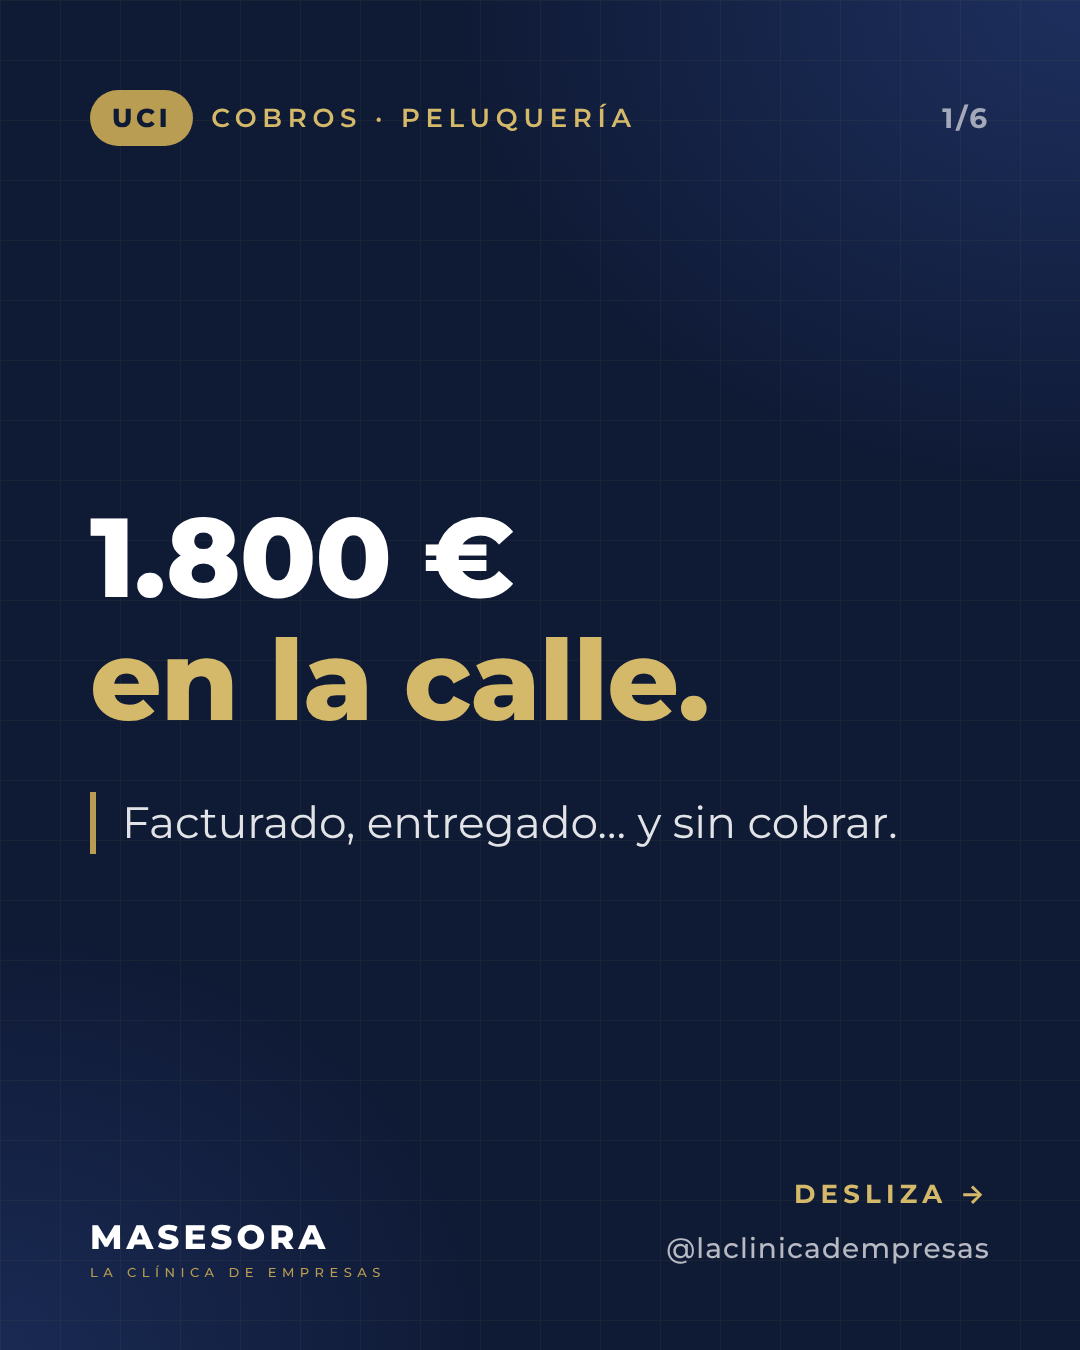 UCI COBROS · PELUQUERÍA 1/6
1.800 €
en la calle.
Facturado, entregado... y sin cobrar.
DESLIZA →
MASESORA
@laclinicadempresas
LA CLÍNICA DE EMPRESAS